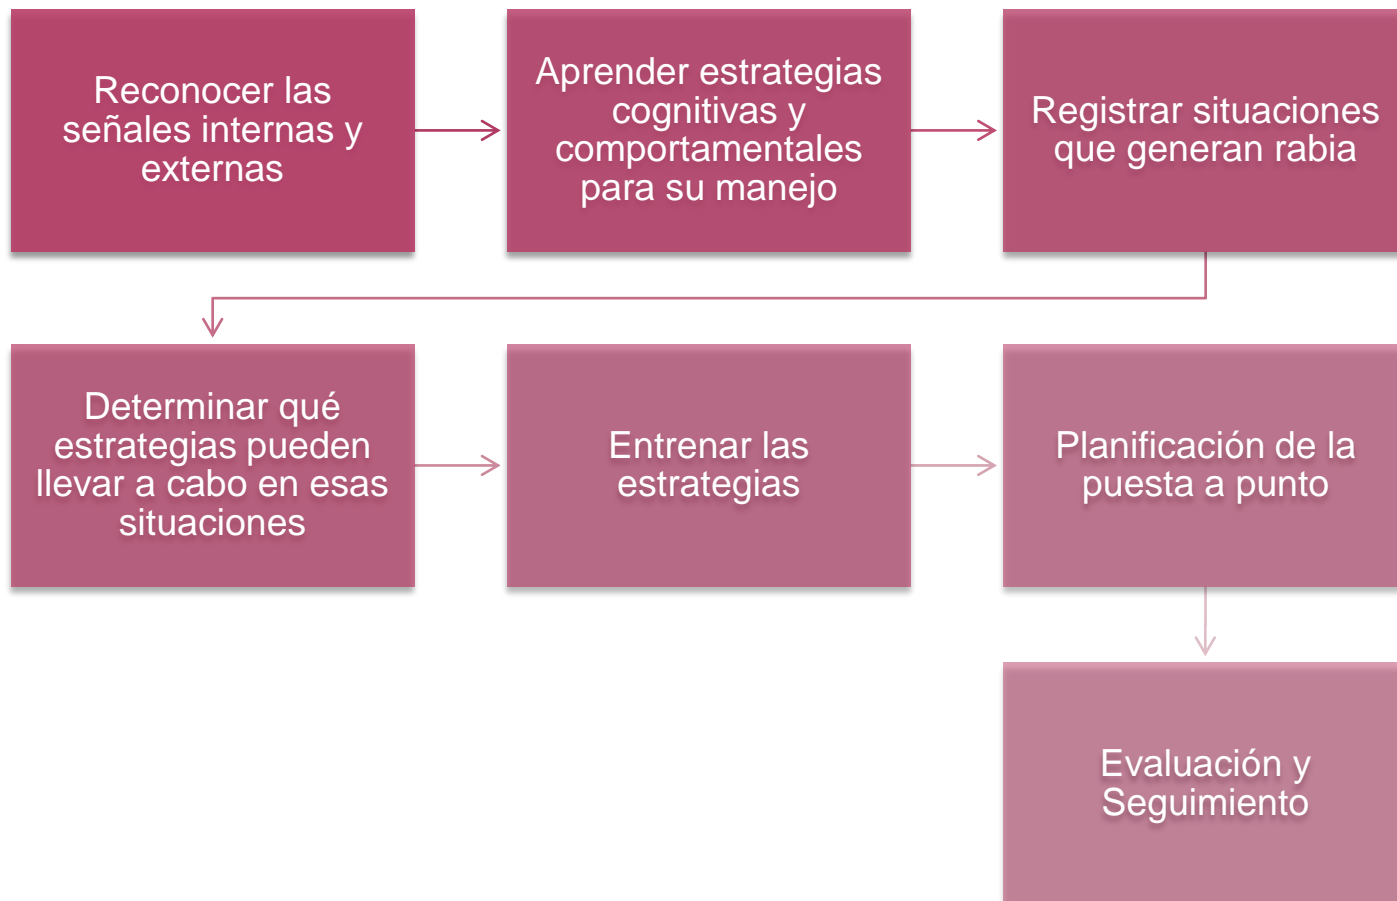 Reconocer las
señales internas y
externas
Aprender estrategias
cognitivas y
comportamentales
para su manejo
Registrar situaciones
que generan rabia
Determinar qué
estrategias pueden
llevar a cabo en esas
situaciones
Entrenar las
estrategias
Planificación de la
puesta a punto
Evaluación y
Seguimiento